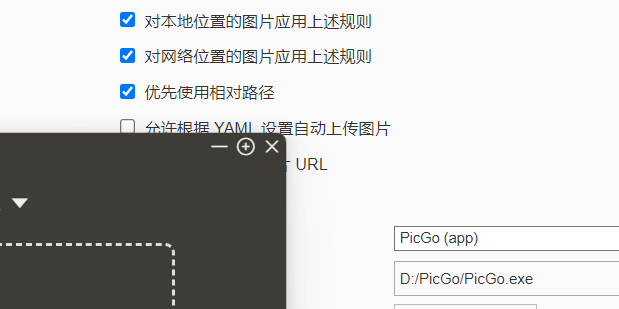 对本地位置的图片应用上述规则
对网络位置的图片应用上述规则
优先使用相对路径
允许根据 YAML 设置自动上传图片
URL
PicGo (app)
D:/PicGo/PicGo.exe